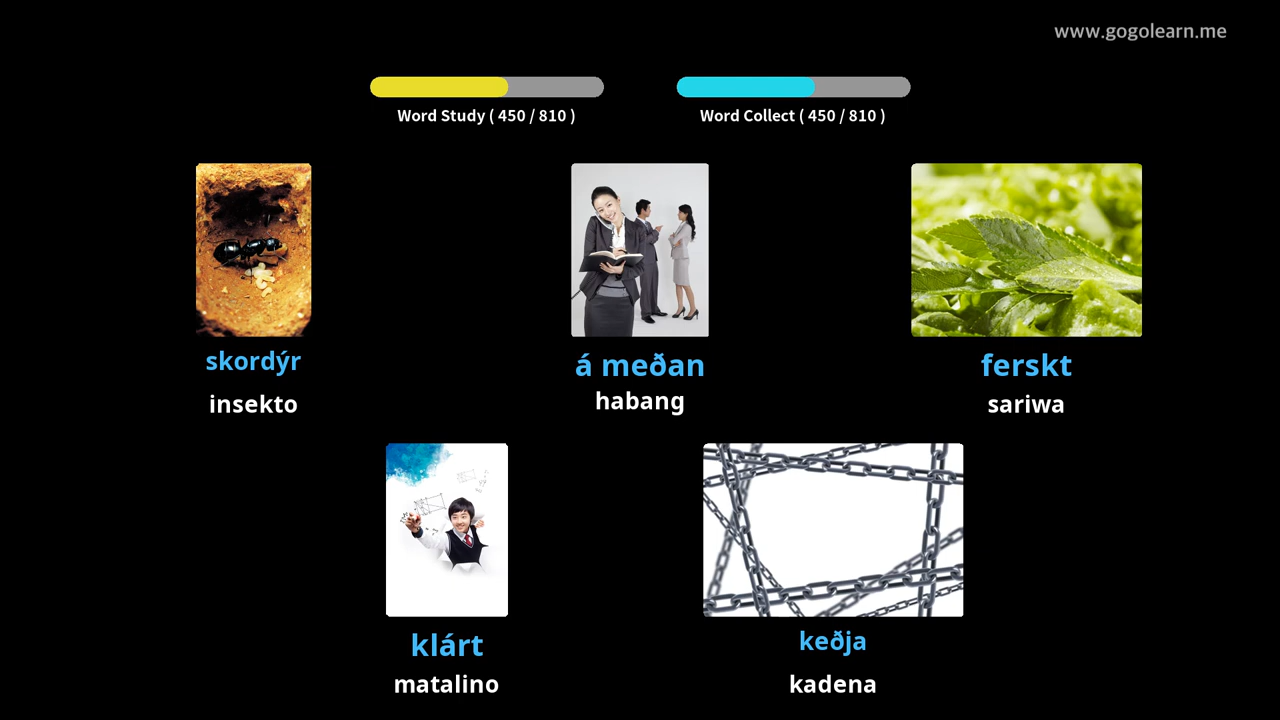 www.gogolearn.me
Word Study ( 450 / 810 )
Word Collect ( 450 / 810 )
skordýr
insekto
á meðan
habang
ferskt
sariwa
klárt
matalino
keðja
kadena